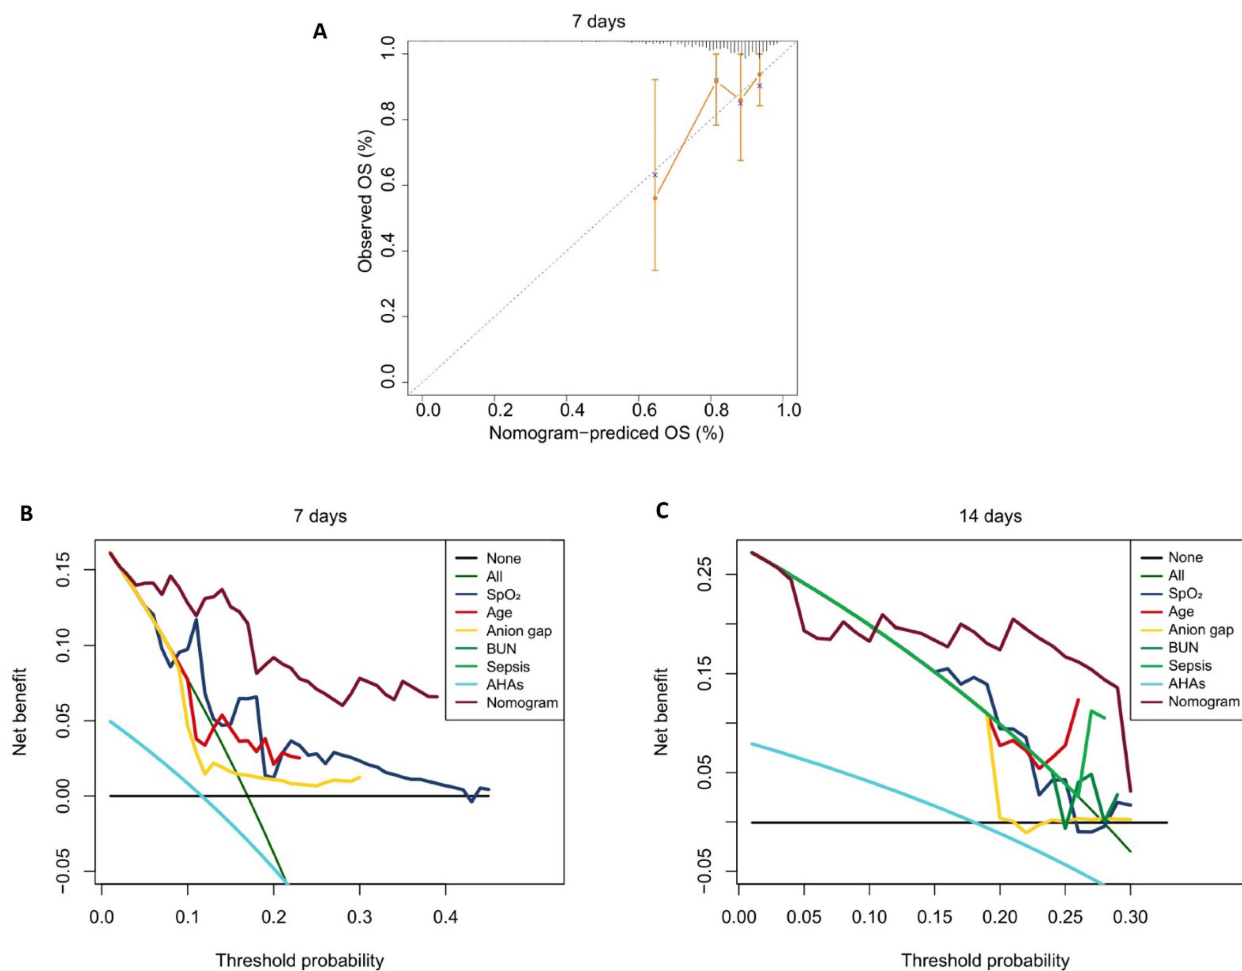 A
7 days
Observed OS (%)
1.0
0.8
0.6
0.4
0.2
0.0
0.0 0.2 0.4 0.6 0.8 1.0
Nomogram-prediced OS (%)
B
7 days
Net benefit
0.15
0.10
0.05
0.00
−0.05
None
All
SpO₂
Age
Anion gap
BUN
Sepsis
AHAs
Nomogram
0.0 0.1 0.2 0.3 0.4
Threshold probability
C
14 days
Net benefit
0.25
0.15
0.05
−0.05
None
All
SpO₂
Age
Anion gap
BUN
Sepsis
AHAs
Nomogram
0.00 0.05 0.10 0.15 0.20 0.25 0.30
Threshold probability